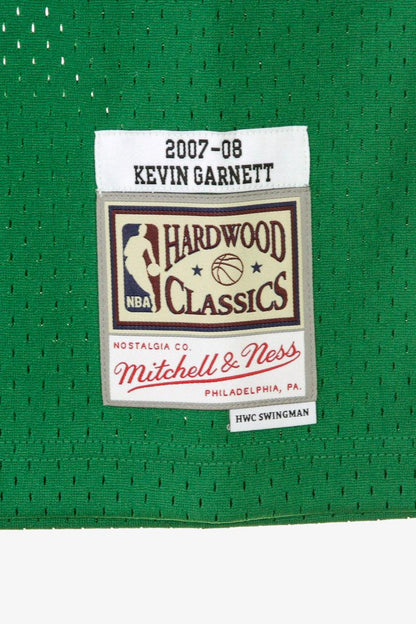 2007-08
KEVIN GARNETT
HARDWOOD
NBA
CLASSICS
NOSTALGIA CO.
Mitchell & Ness
PHILADELPHIA, PA.
HWC SWINGMAN